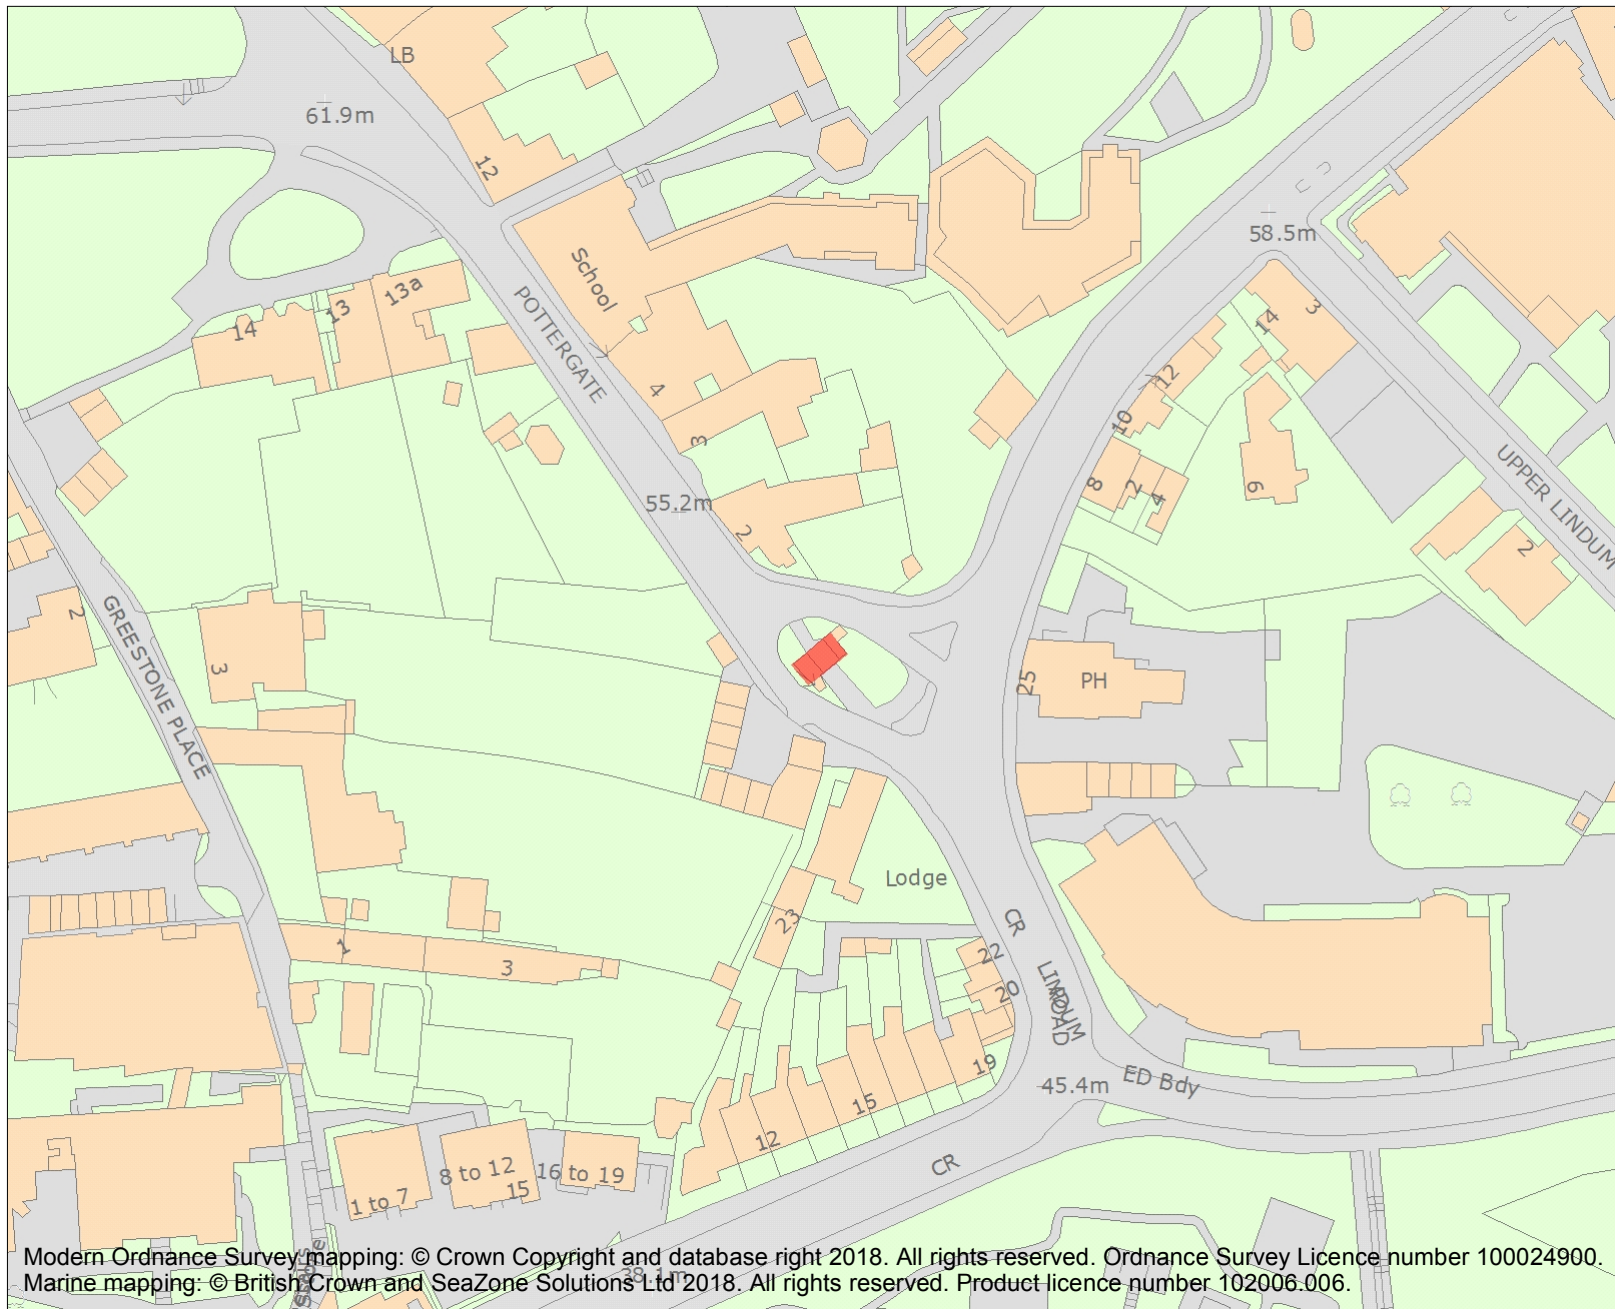 LB
61.9m
12
58.5m
School
13a
13
14
POTTERGATE
3
14
12
10
4
3
8
2
4
6
UPPER LINDUM
55.2m
2
2
2
GREESTONE PLACE
3
25
PH
Lodge
23
CR
22
20
LINDUM
ROAD
1
3
19
45.4m
ED Bdy
15
12
CR
8 to 12
16 to 19
15
1 to 7
Modern Ordnance Survey mapping: © Crown Copyright and database right 2018. All rights reserved. Ordnance Survey Licence number 100024900.
38.1m
Marine mapping: © British Crown and SeaZone Solutions Ltd 2018. All rights reserved. Product licence number 102006.006.